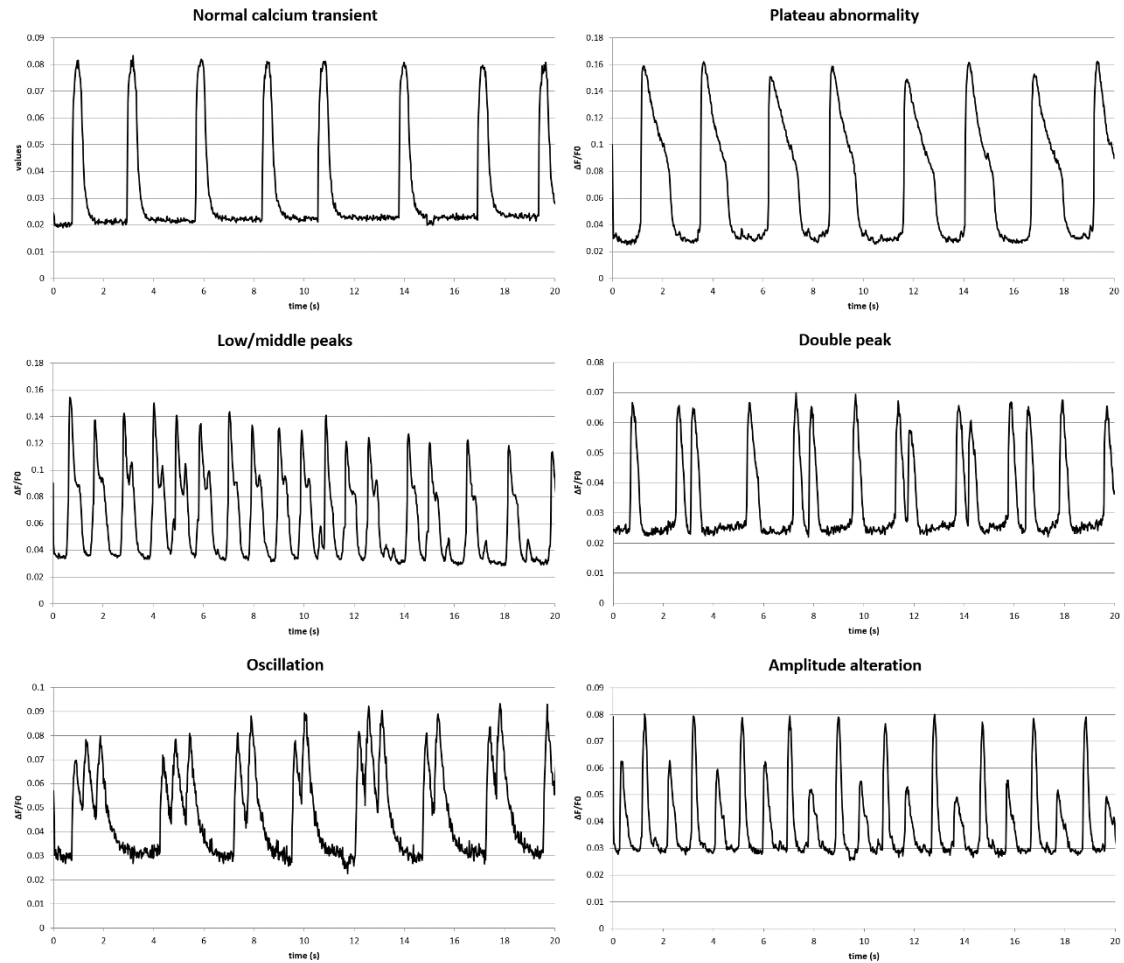 Normal calcium transient
0.09
0.08
0.07
0.06
0.05
0.04
0.03
0.02
0.01
0
values
0 2 4 6 8 10 12 14 16 18 20
time (s)
Plateau abnormality
0.18
0.16
0.14
0.12
0.1
0.08
0.06
0.04
0.02
0
ΔF/F0
0 2 4 6 8 10 12 14 16 18 20
time (s)
Low/middle peaks
0.18
0.16
0.14
0.12
0.1
0.08
0.06
0.04
0.02
0
ΔF/F0
0 2 4 6 8 10 12 14 16 18 20
time (s)
Double peak
0.08
0.07
0.06
0.05
0.04
0.03
0.02
0.01
0
ΔF/F0
0 2 4 6 8 10 12 14 16 18 20
time (s)
Oscillation
0.1
0.09
0.08
0.07
0.06
0.05
0.04
0.03
0.02
0.01
0
ΔF/F0
0 2 4 6 8 10 12 14 16 18 20
time (s)
Amplitude alteration
0.09
0.08
0.07
0.06
0.05
0.04
0.03
0.02
0.01
0
ΔF/F0
0 2 4 6 8 10 12 14 16 18 20
time (s)